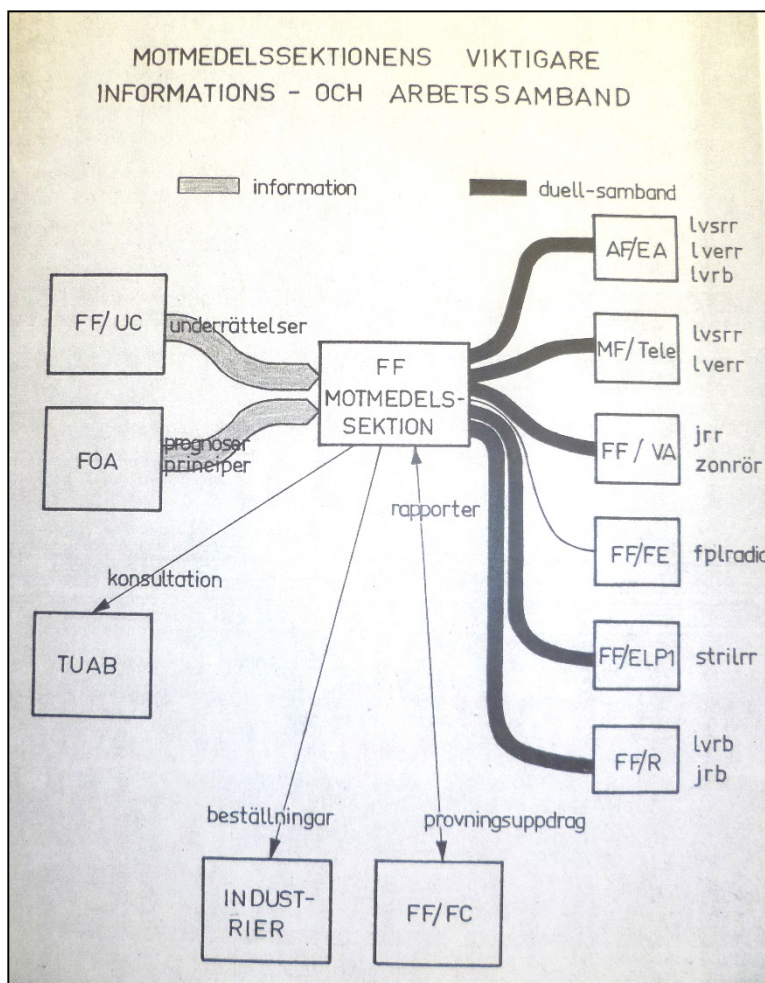 MOTMEDELSSEKTIONENS VIKTIGARE
INFORMATIONS - OCH ARBETSSAMBAND
information
duell-samband
FF/UC
underrättelser
FOA
prognoser
principer
FF
MOTMEDELS-
SEKTION
AF/EA
lvsrr
lverr
lvrb
MF/Tele
lvsrr
lverr
FF/VA
jrr
zonrör
FF/FE
fplradio
FF/ELP1
strilrr
FF/R
lvrb
jrb
rapporter
konsultation
TUAB
beställningar
INDUST-
RIER
provningsuppdrag
FF/FC